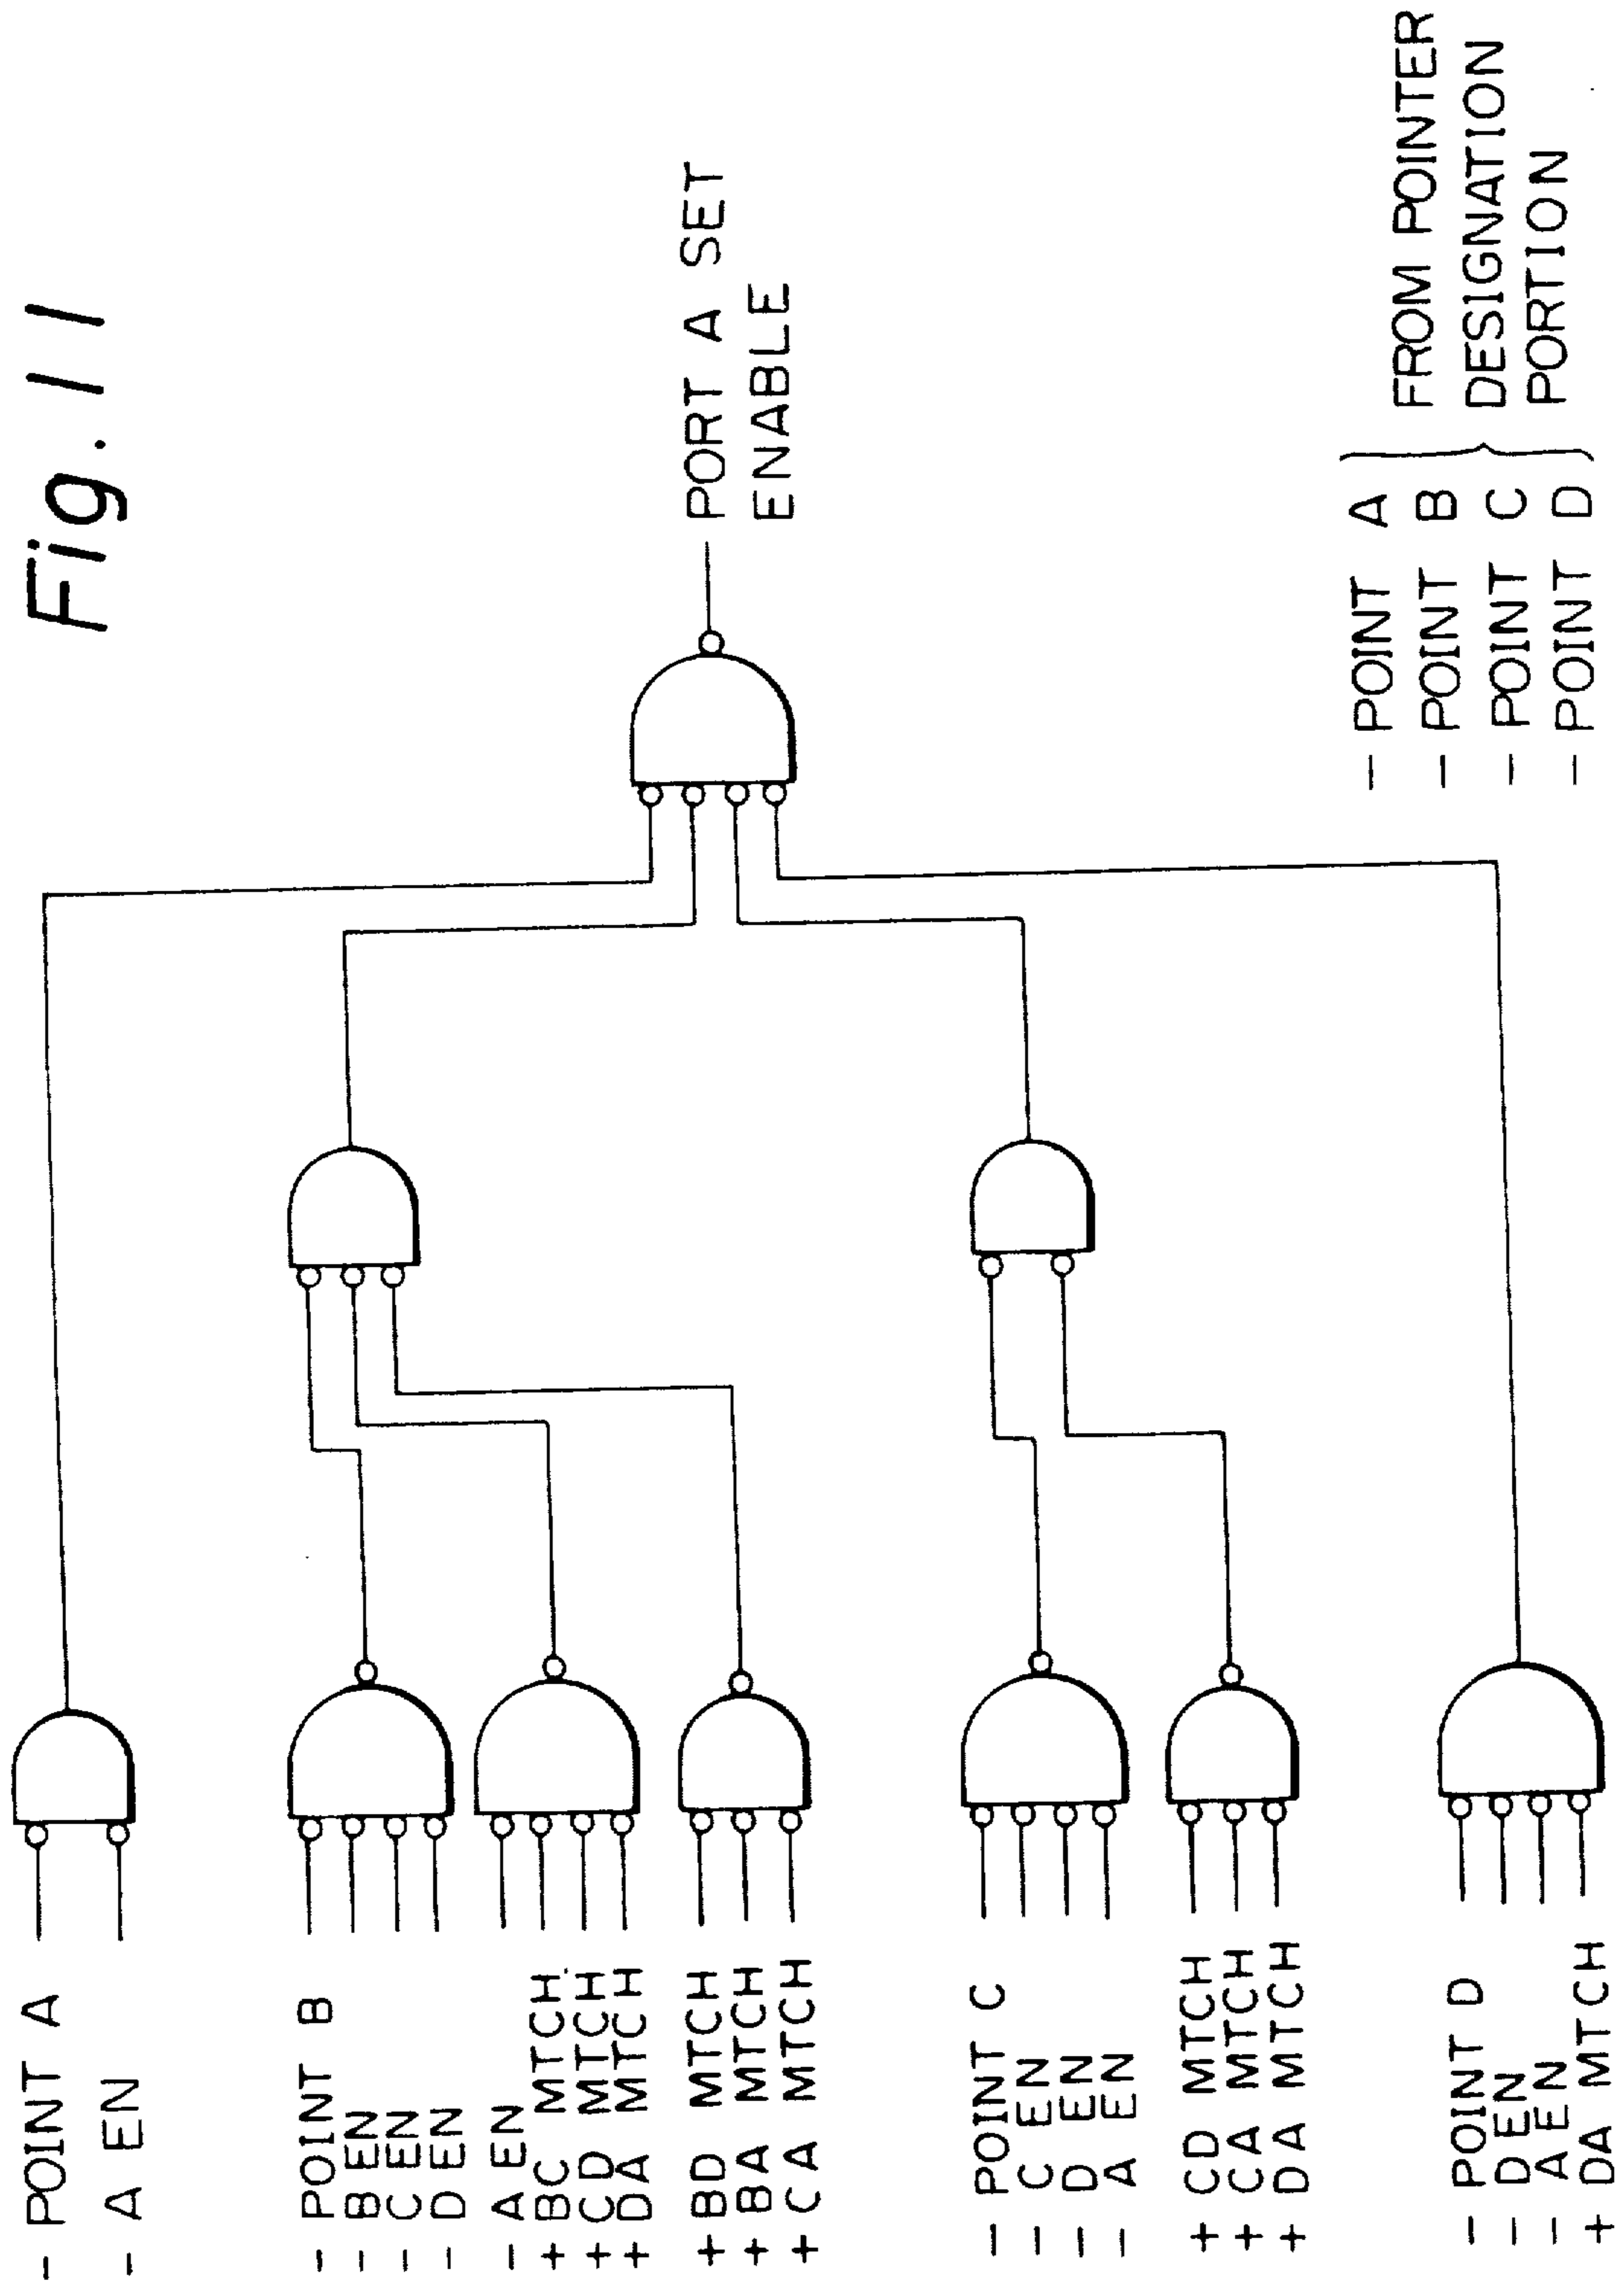 Fig. 11
- POINT A
- A EN
- POINT B
- B EN
- C EN
- D EN
- A EN
+ BC MTCH
+ CD MTCH
+ DA MTCH
+ BD MTCH
+ BA MTCH
+ CA MTCH
- POINT C
- C EN
- D EN
- A EN
+ CD MTCH
+ CA MTCH
+ DA MTCH
- POINT D
- D EN
- A EN
+ DA MTCH
PORT A SET
ENABLE
- POINT A
- POINT B
- POINT C
- POINT D
FROM POINTER
DESIGNATION
PORTION